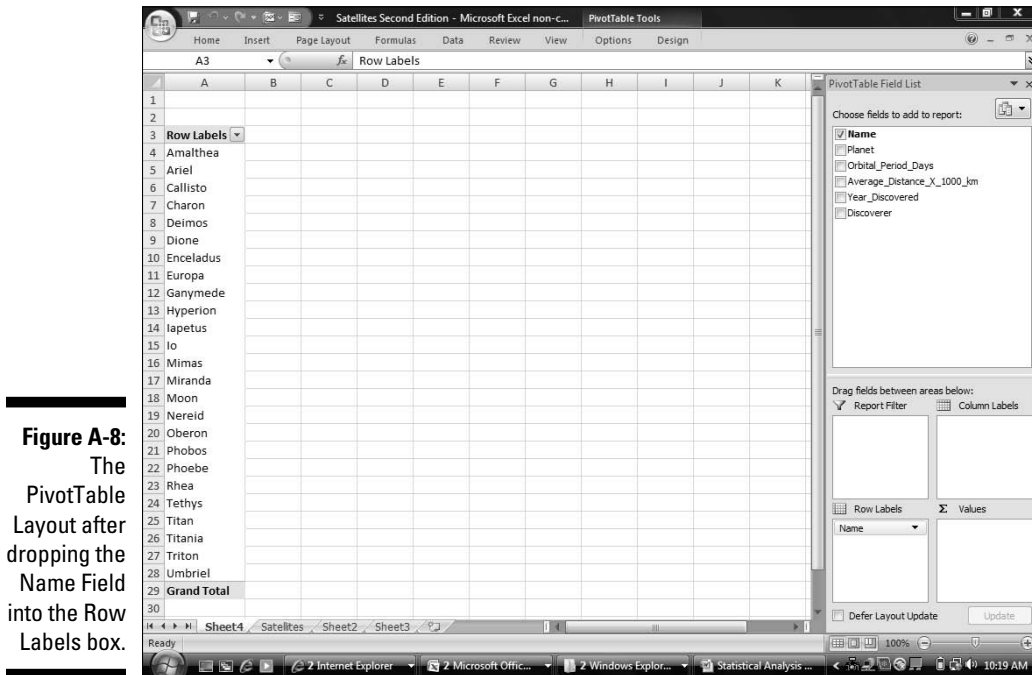 Satellites Second Edition - Microsoft Excel non-c...
PivotTable Tools
Home Insert Page Layout Formulas Data Review View Options Design
A3 fx Row Labels
A B C D E F G H I J K
1
2
3 Row Labels
4 Amalthea
5 Ariel
6 Callisto
7 Charon
8 Deimos
9 Dione
10 Enceladus
11 Europa
12 Ganymede
13 Hyperion
14 Iapetus
15 Io
16 Mimas
17 Miranda
18 Moon
19 Nereid
20 Oberon
21 Phobos
22 Phoebe
23 Rhea
24 Tethys
25 Titan
26 Titania
27 Triton
28 Umbriel
29 Grand Total
30
PivotTable Field List
Choose fields to add to report:
Name
Planet
Orbital_Period_Days
Average_Distance_X_1000_km
Year_Discovered
Discoverer
Drag fields between areas below:
Report Filter Column Labels
Row Labels Σ Values
Name
Defer Layout Update Update
Sheet4 Satellites Sheet2 Sheet3
Ready 100%
2 Internet Explorer 2 Microsoft Offic... 2 Windows Explor... Statistical Analysis ... 10:19 AM
Figure A-8:
The
PivotTable
Layout after
dropping the
Name Field
into the Row
Labels box.